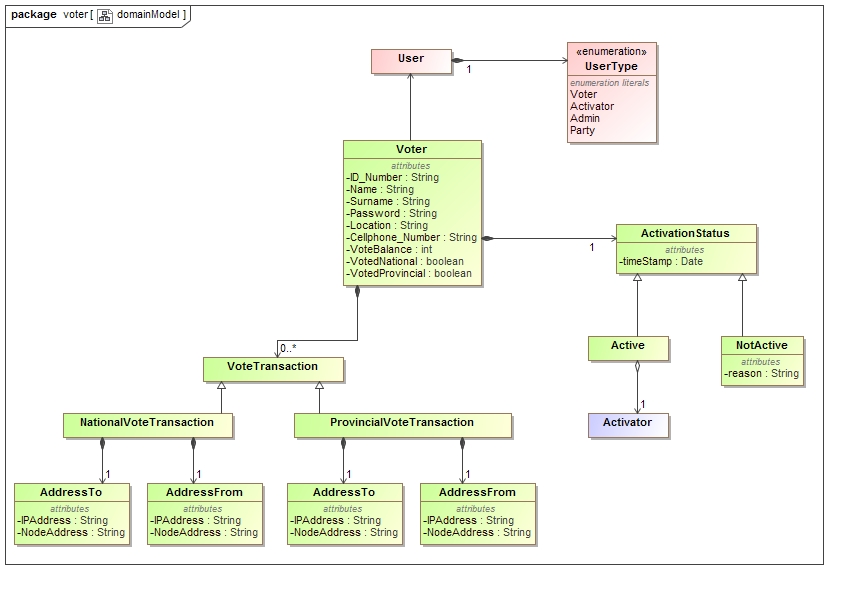 package voter [ domainModel ]
User
1
«enumeration»
UserType
enumeration literals
Voter
Activator
Admin
Party
Voter
attributes
-ID_Number : String
-Name : String
-Surname : String
-Password : String
-Location : String
-Cellphone_Number : String
-VoteBalance : int
-VotedNational : boolean
-VotedProvincial : boolean
1
ActivationStatus
attributes
-timeStamp : Date
0..*
VoteTransaction
Active
NotActive
attributes
-reason : String
1
Activator
NationalVoteTransaction
ProvincialVoteTransaction
1
1
1
1
AddressTo
attributes
-IPAddress : String
-NodeAddress : String
AddressFrom
attributes
-IPAddress : String
-NodeAddress : String
AddressTo
attributes
-IPAddress : String
-NodeAddress : String
AddressFrom
attributes
-IPAddress : String
-NodeAddress : String